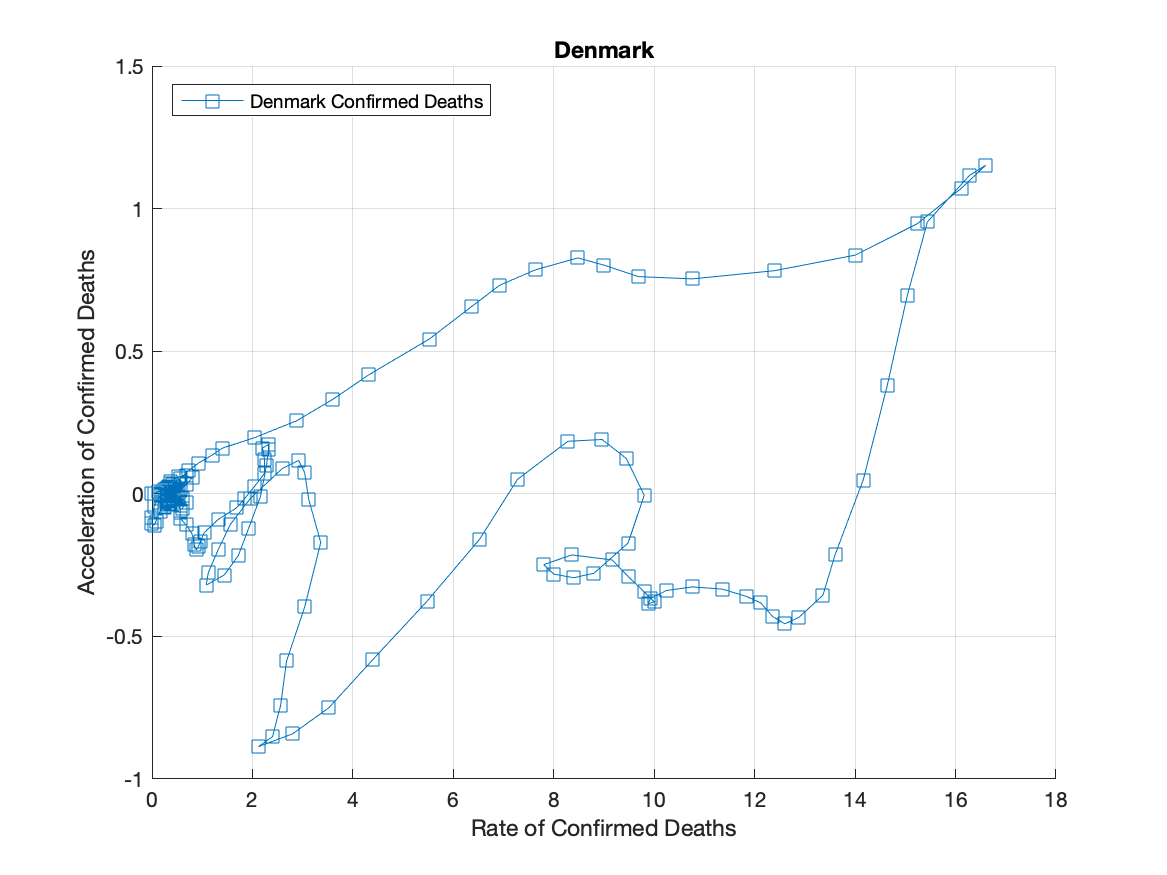 Denmark
Denmark Confirmed Deaths
1.5
1
0.5
0
-0.5
-1
Acceleration of Confirmed Deaths
0 2 4 6 8 10 12 14 16 18
Rate of Confirmed Deaths